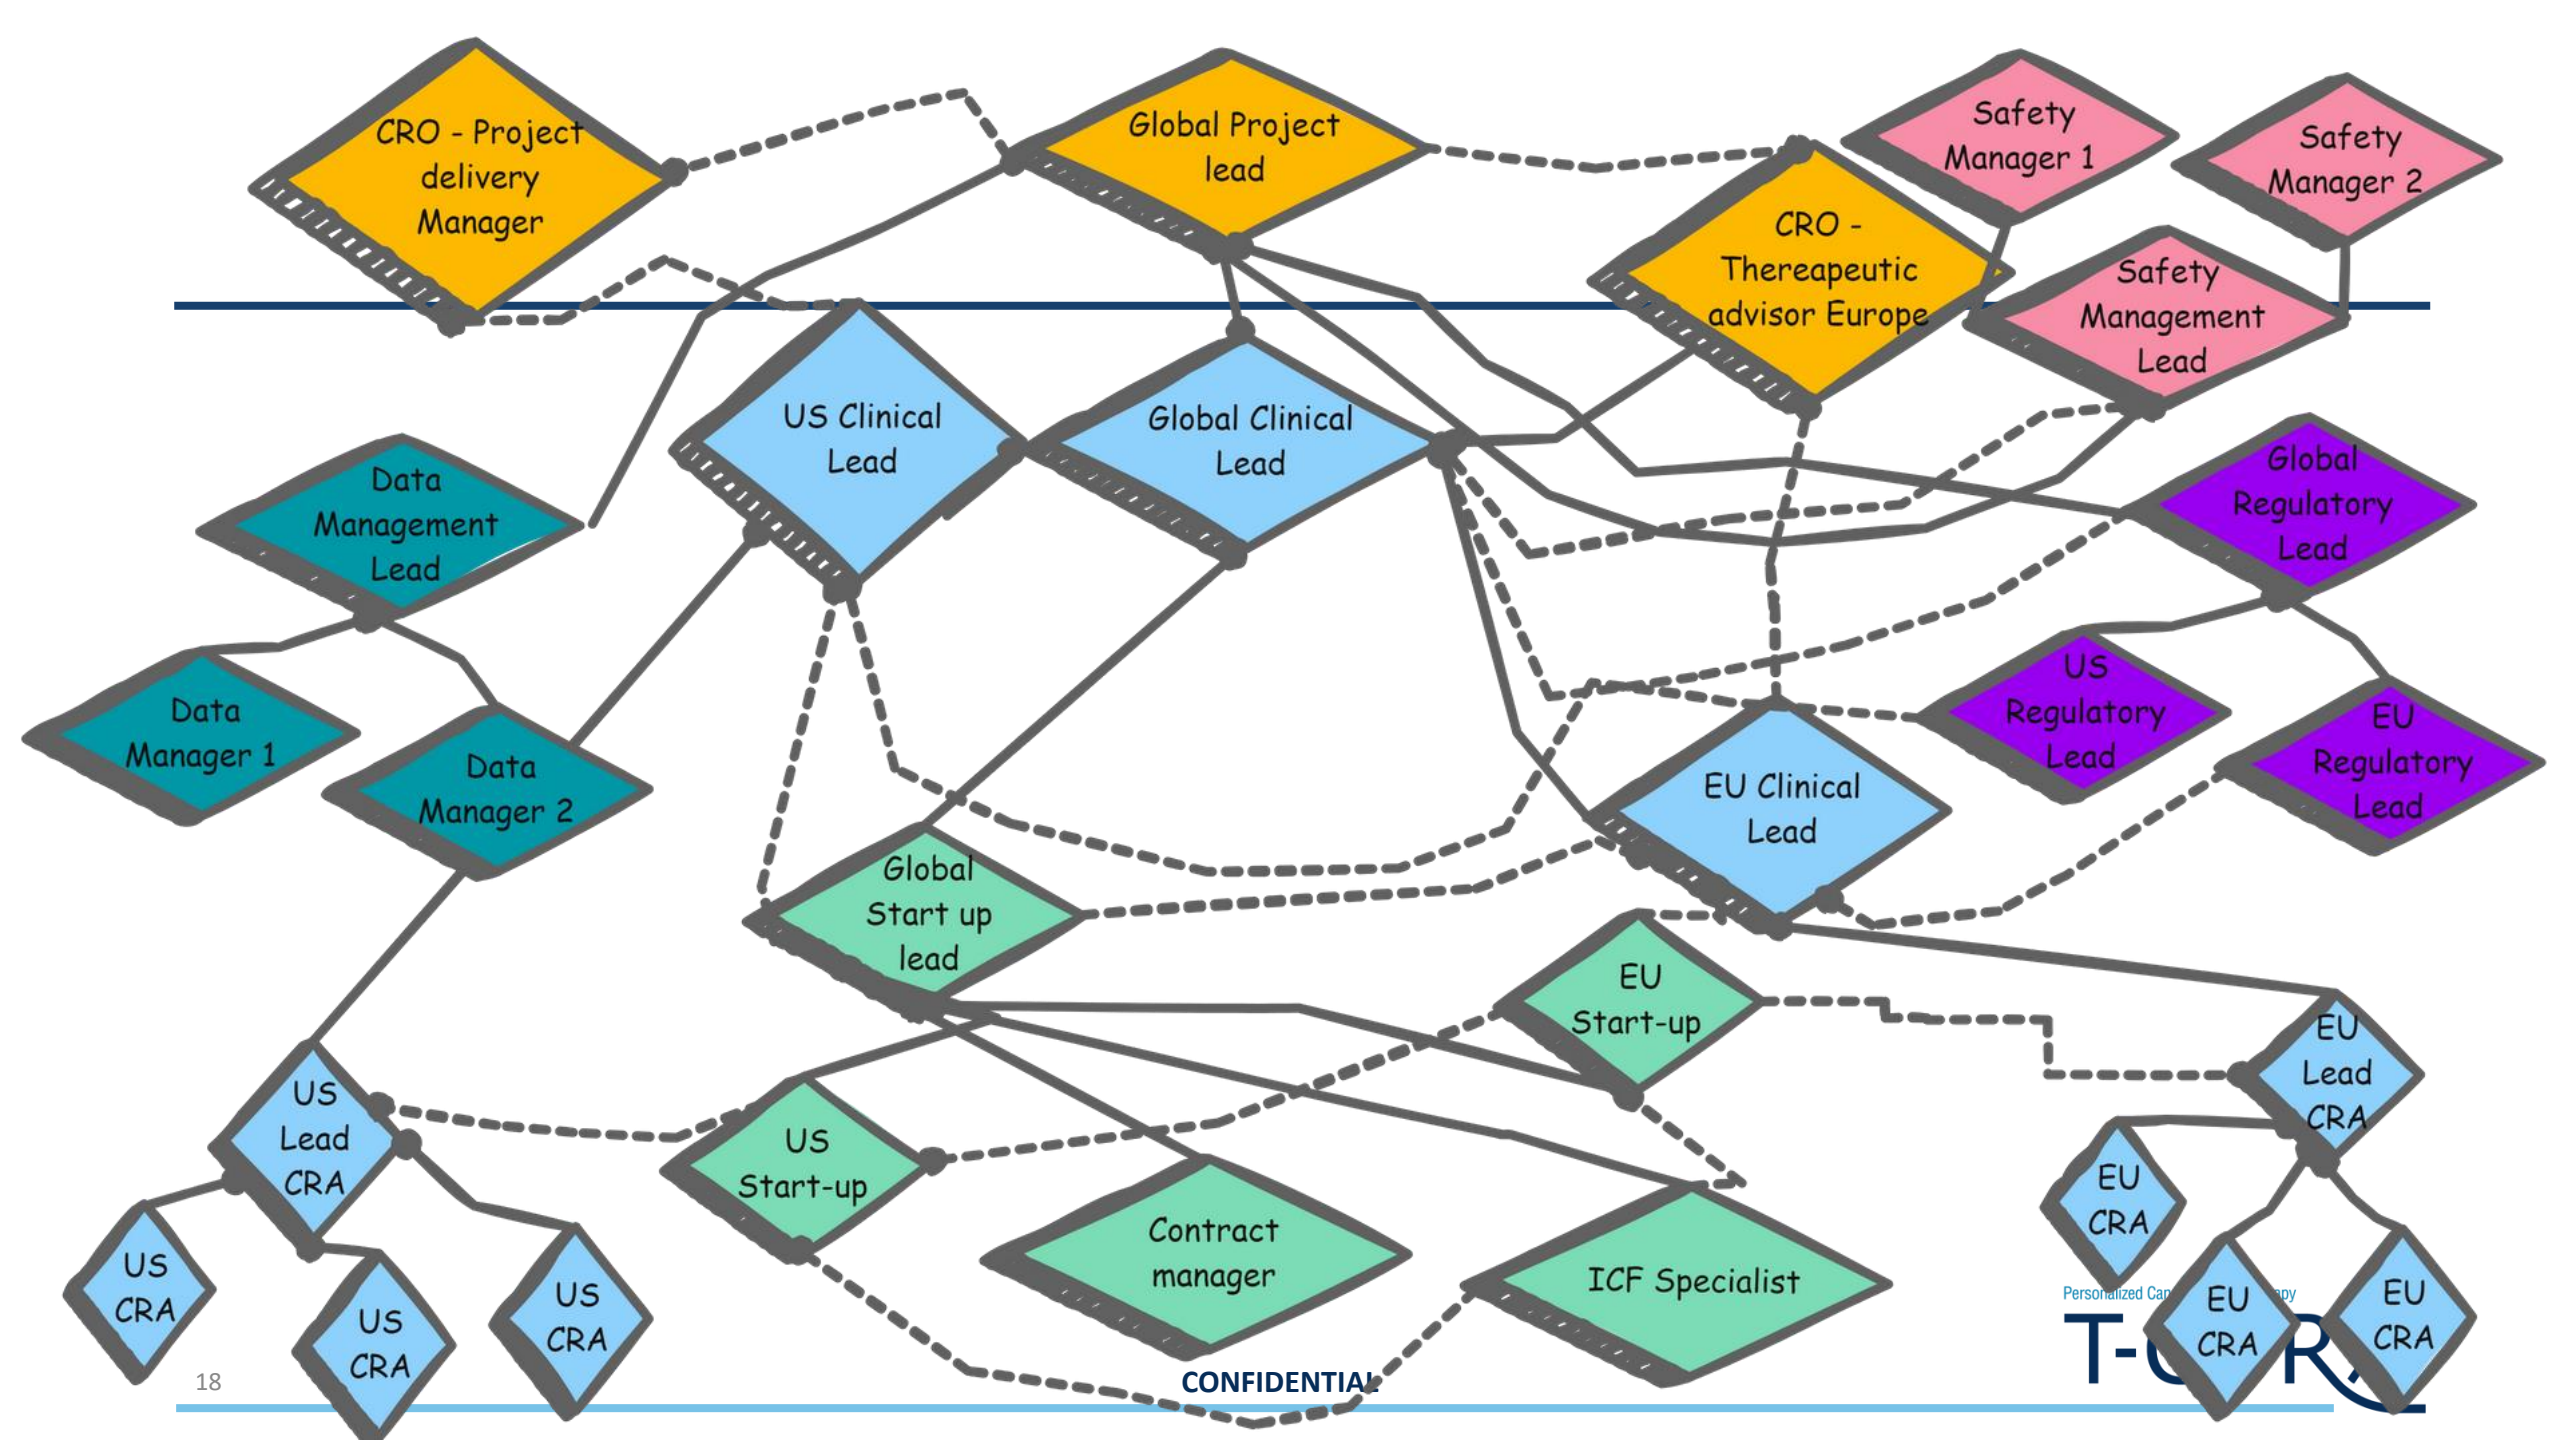 CRO - Project
delivery
Manager
Global Project
lead
Safety
Manager 1
Safety
Manager 2
CRO -
Thereapeutic
advisor Europe
Safety
Management
Lead
US Clinical
Lead
Global Clinical
Lead
Data
Management
Lead
Global
Regulatory
Lead
US
Regulatory
Lead
EU
Regulatory
Lead
Data
Manager 1
Data
Manager 2
EU Clinical
Lead
Global
Start up
lead
EU
Start-up
EU
Lead
CRA
US
Lead
CRA
US
Start-up
Contract
manager
ICF Specialist
EU
CRA
EU
CRA
EU
CRA
US
CRA
US
CRA
US
CRA
Personalized
18
CONFIDENTIAL